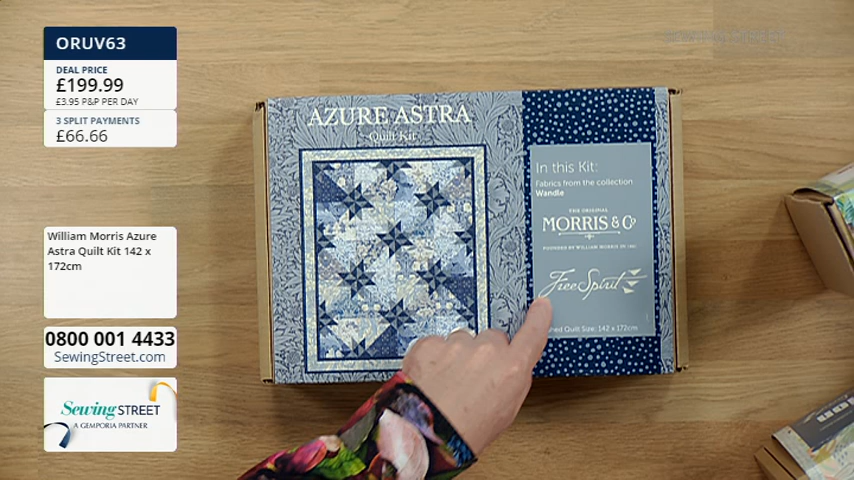 ORUV63
DEAL PRICE
£199.99
£3.95 P&P PER DAY
3 SPLIT PAYMENTS
£66.66
William Morris Azure
Astra Quilt Kit 142 x
172cm
0800 001 4433
SewingStreet.com
Sewing STREET
A GEMPORIA PARTNER
AZURE ASTRA
Quilt Kit
In this Kit:
Fabrics from the collection
Wandle
THE ORIGINAL
MORRIS & Co
FOUNDED BY WILLIAM MORRIS IN 1861
FreeSpirit
Quilt Size: 142 x 172cm